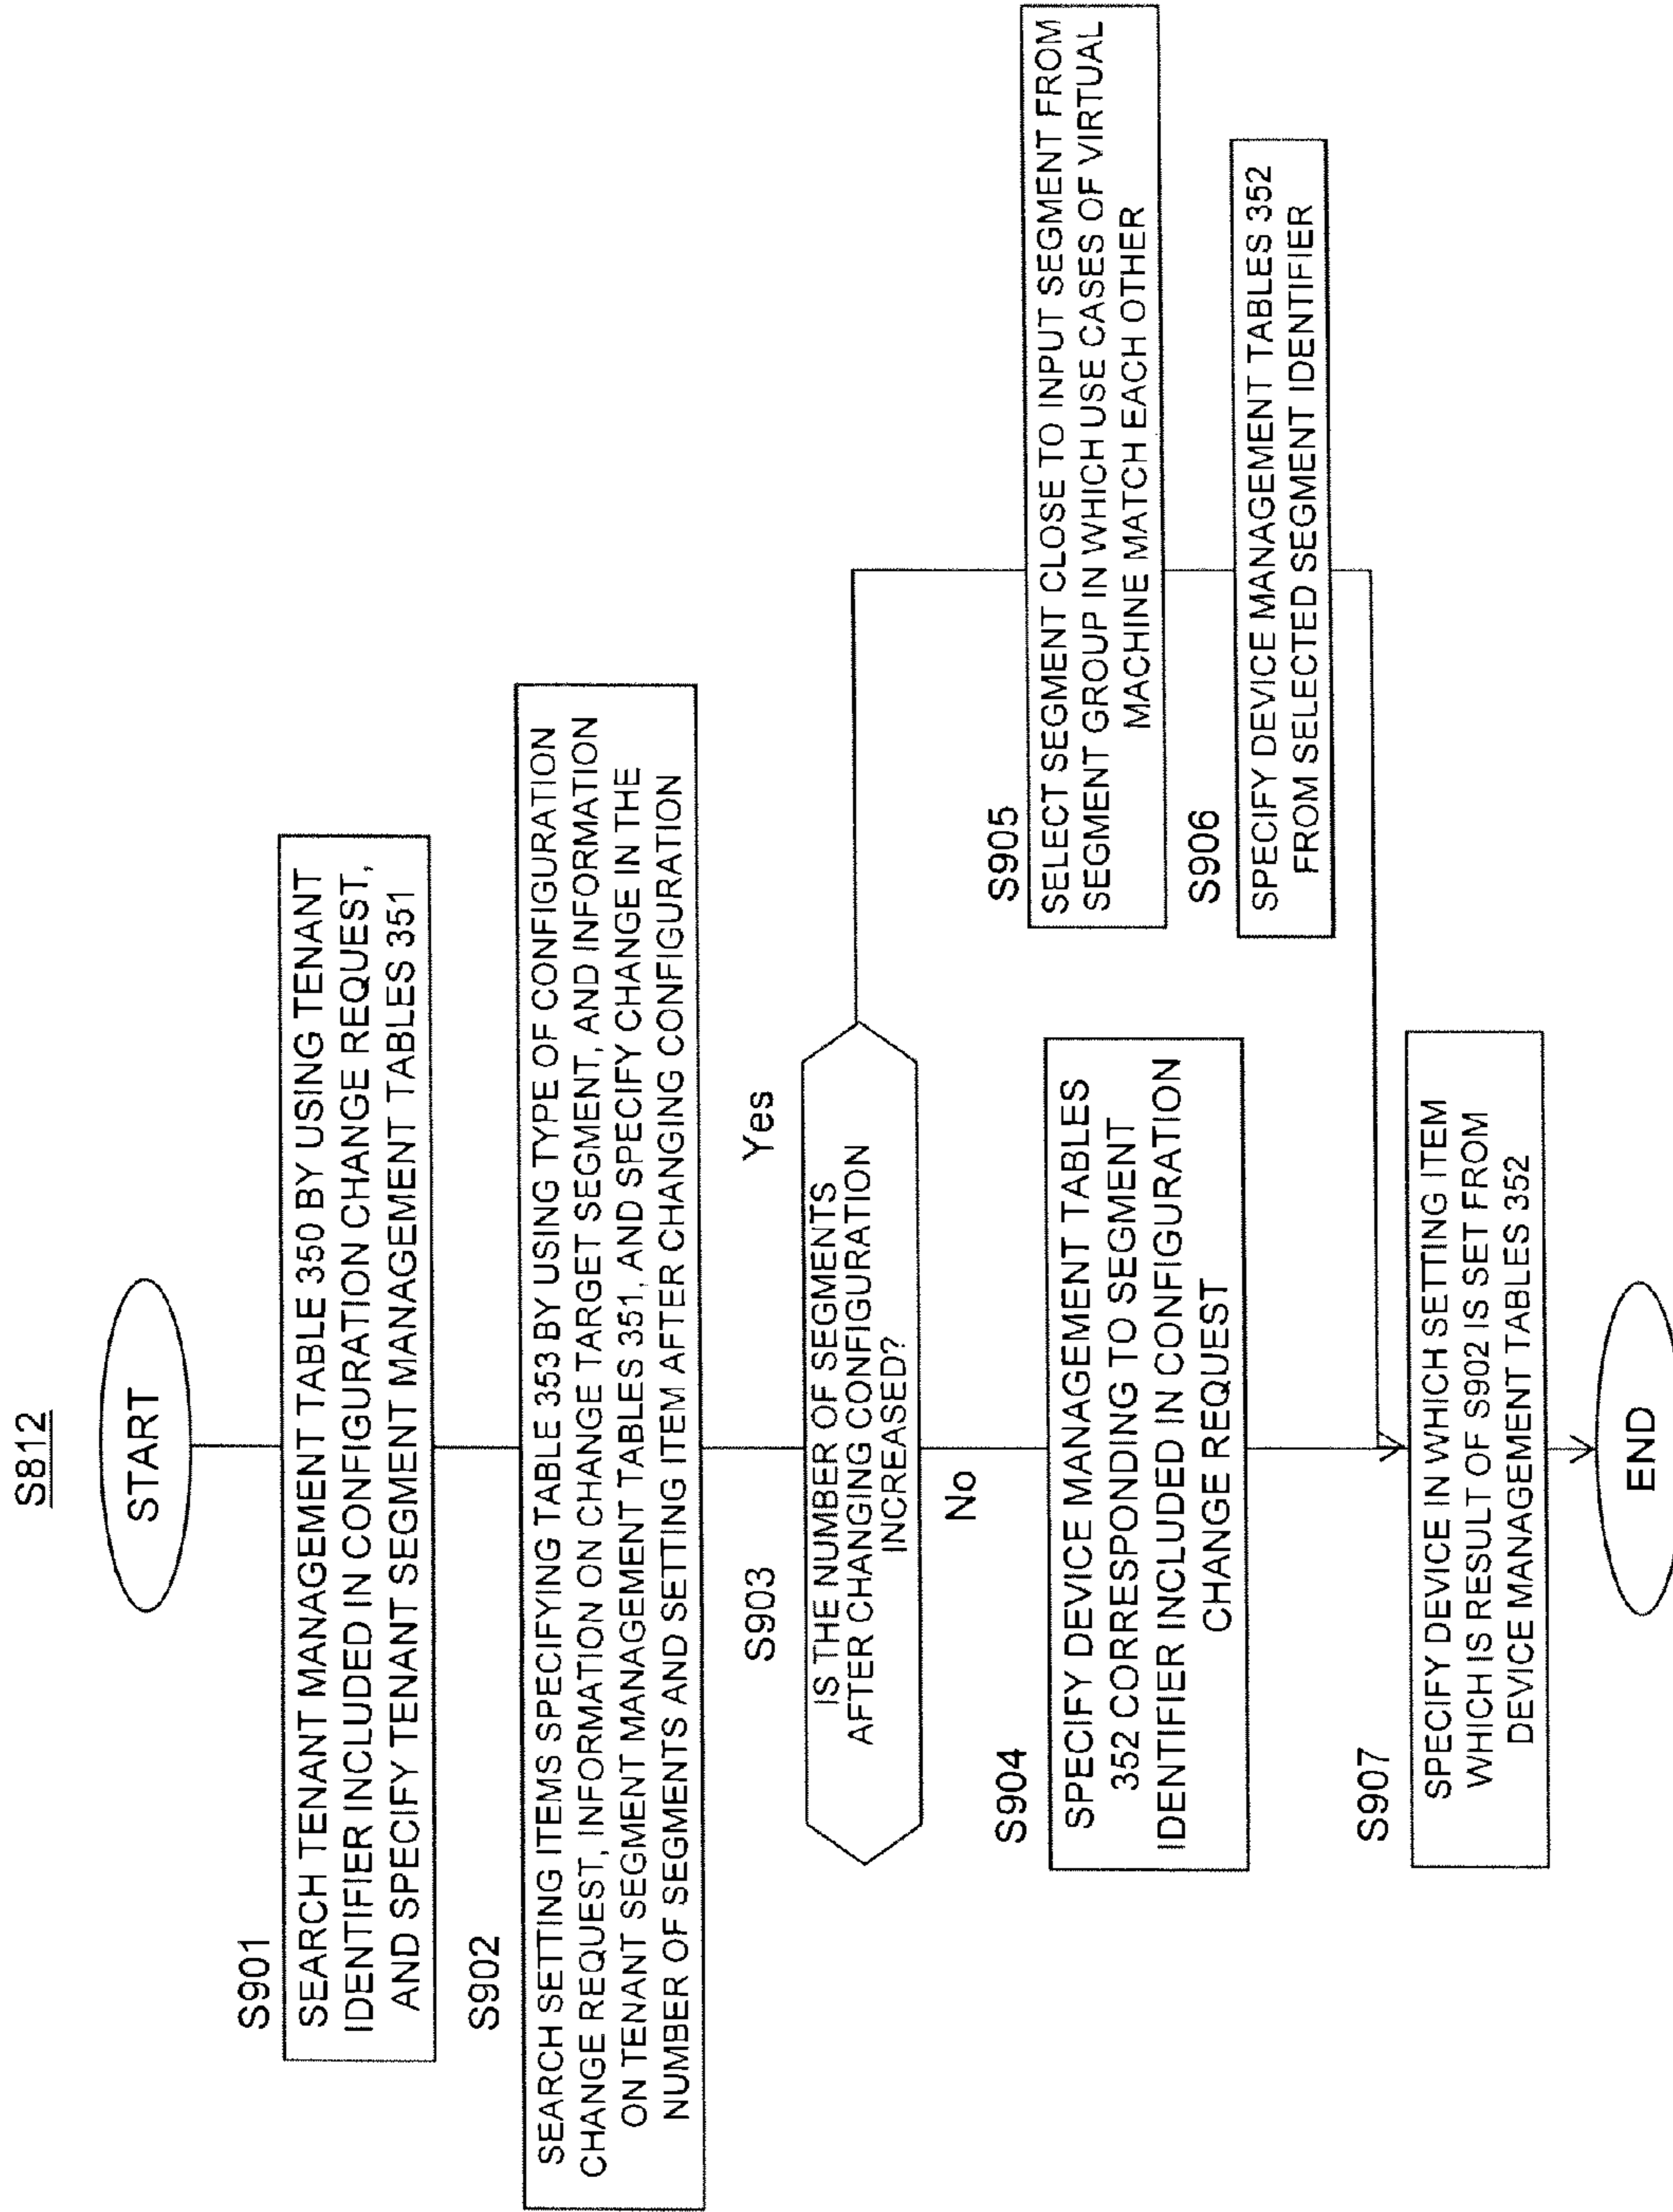 S812
START
S901
SEARCH TENANT MANAGEMENT TABLE 350 BY USING TENANT
IDENTIFIER INCLUDED IN CONFIGURATION CHANGE REQUEST,
AND SPECIFY TENANT SEGMENT MANAGEMENT TABLES 351
S902
SEARCH SETTING ITEMS SPECIFYING TABLE 353 BY USING TYPE OF CONFIGURATION
CHANGE REQUEST, INFORMATION ON CHANGE TARGET SEGMENT, AND INFORMATION
ON TENANT SEGMENT MANAGEMENT TABLES 351, AND SPECIFY CHANGE IN THE
NUMBER OF SEGMENTS AND SETTING ITEM AFTER CHANGING CONFIGURATION
S903
IS THE NUMBER OF SEGMENTS
AFTER CHANGING CONFIGURATION
INCREASED?
Yes
No
S904
SPECIFY DEVICE MANAGEMENT TABLES
352 CORRESPONDING TO SEGMENT
IDENTIFIER INCLUDED IN CONFIGURATION
CHANGE REQUEST
S905
SELECT SEGMENT CLOSE TO INPUT SEGMENT FROM
SEGMENT GROUP IN WHICH USE CASES OF VIRTUAL
MACHINE MATCH EACH OTHER
S906
SPECIFY DEVICE MANAGEMENT TABLES 352
FROM SELECTED SEGMENT IDENTIFIER
S907
SPECIFY DEVICE IN WHICH SETTING ITEM
WHICH IS RESULT OF S902 IS SET FROM
DEVICE MANAGEMENT TABLES 352
END